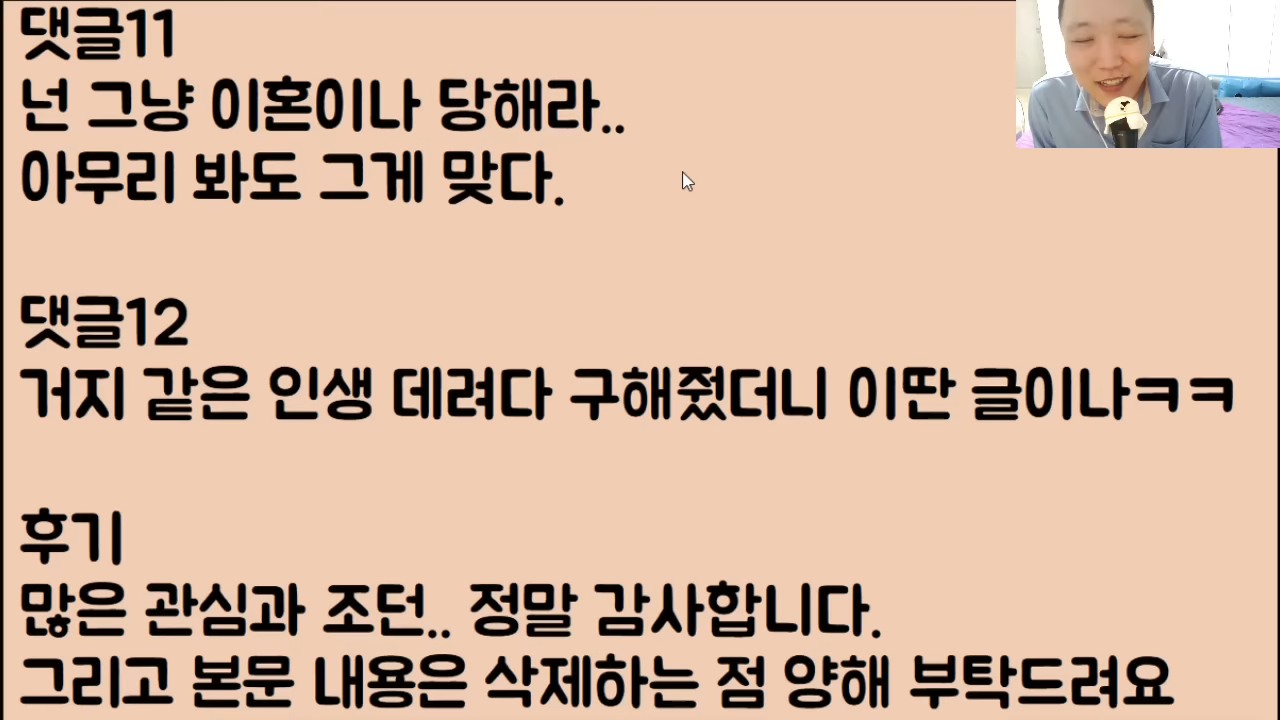 댓글11
넌 그냥 이혼이나 당해라..
아무리 봐도 그게 맞다.
댓글12
거지 같은 인생 데려다 구해줬더니 이딴 글이나ㅋㅋ
후기
많은 관심과 조던.. 정말 감사합니다.
그리고 본문 내용은 삭제하는 점 양해 부탁드려요